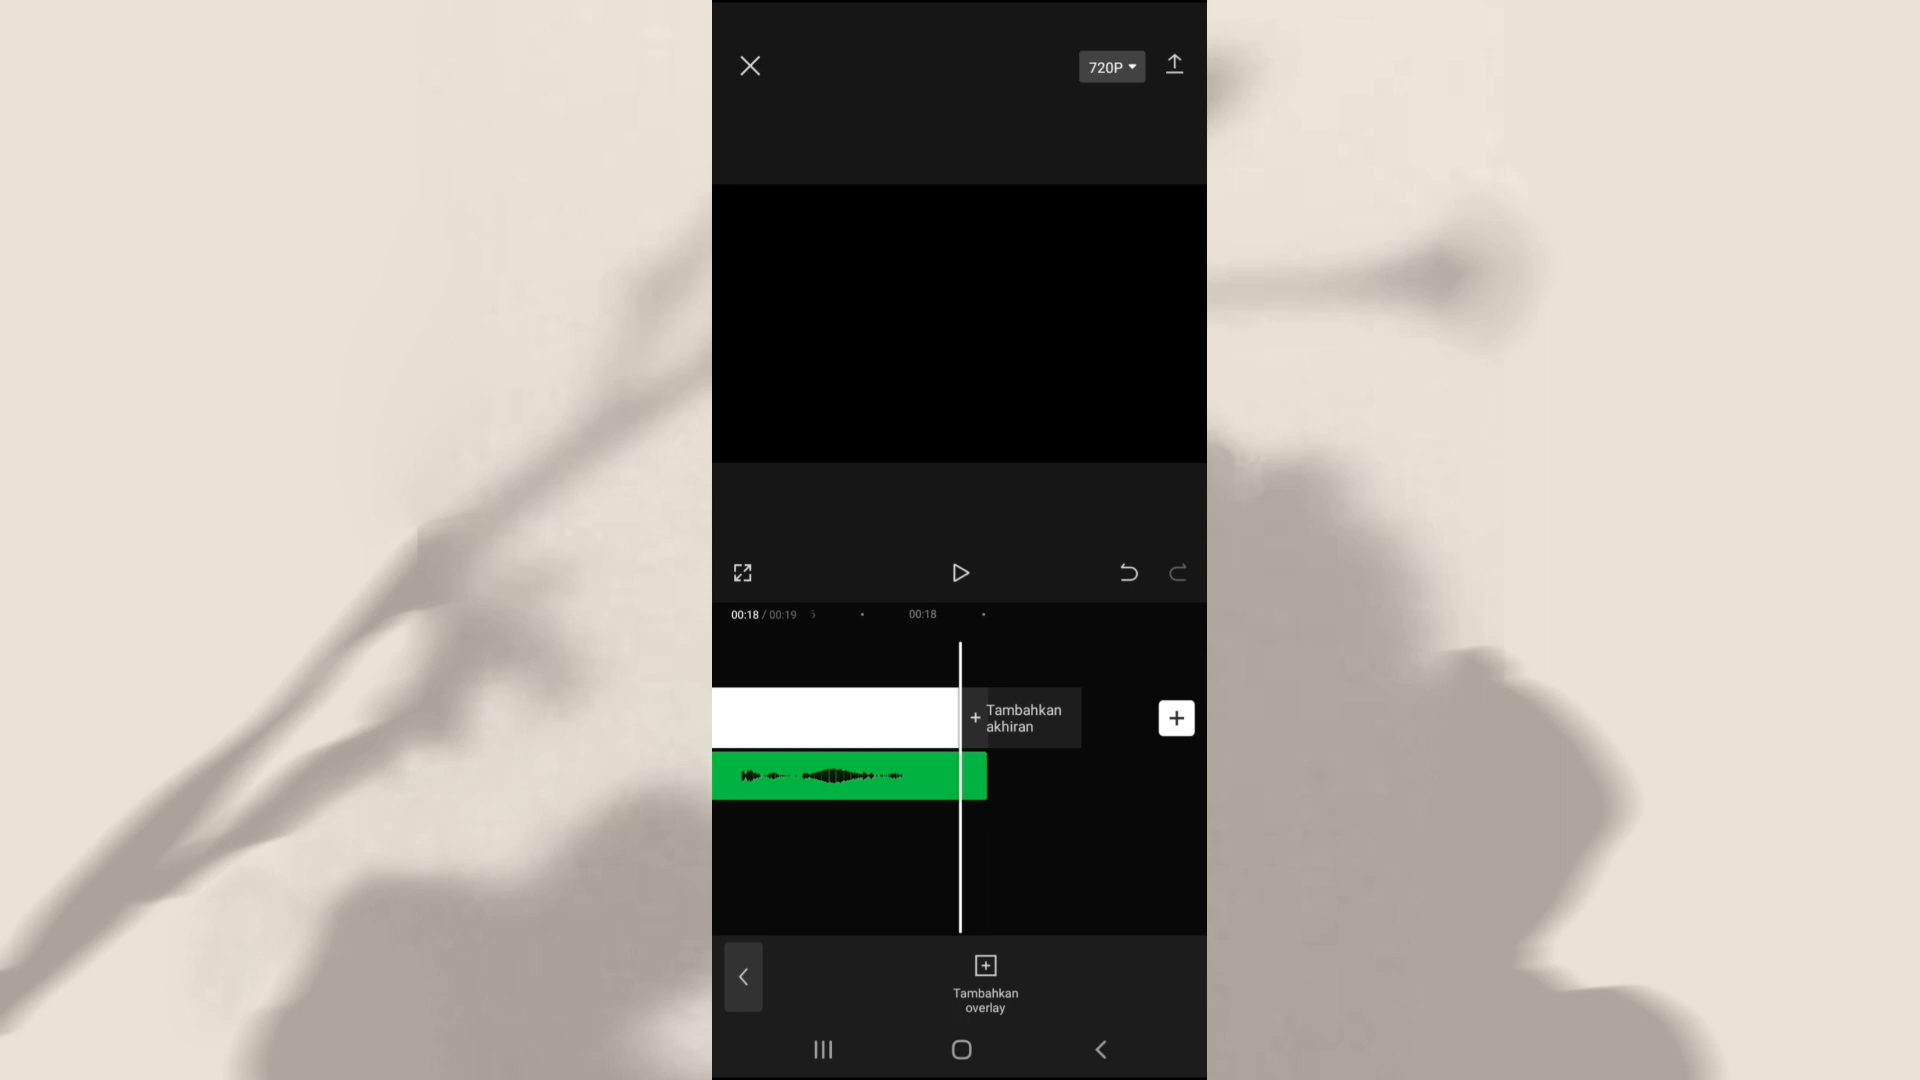 720P
00:18 / 00:19
00:18
Tambahkan
akhiran
Tambahkan
overlay